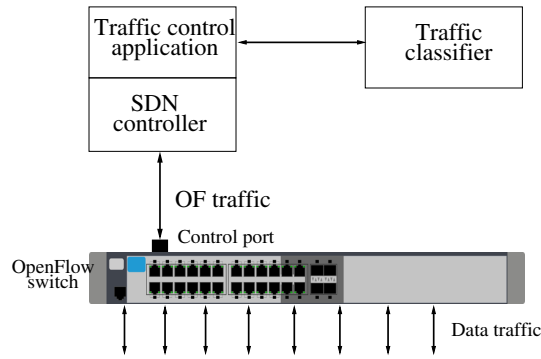 Traffic control
application
Traffic
classifier
SDN
controller
OF traffic
Control port
OpenFlow
switch
Data traffic